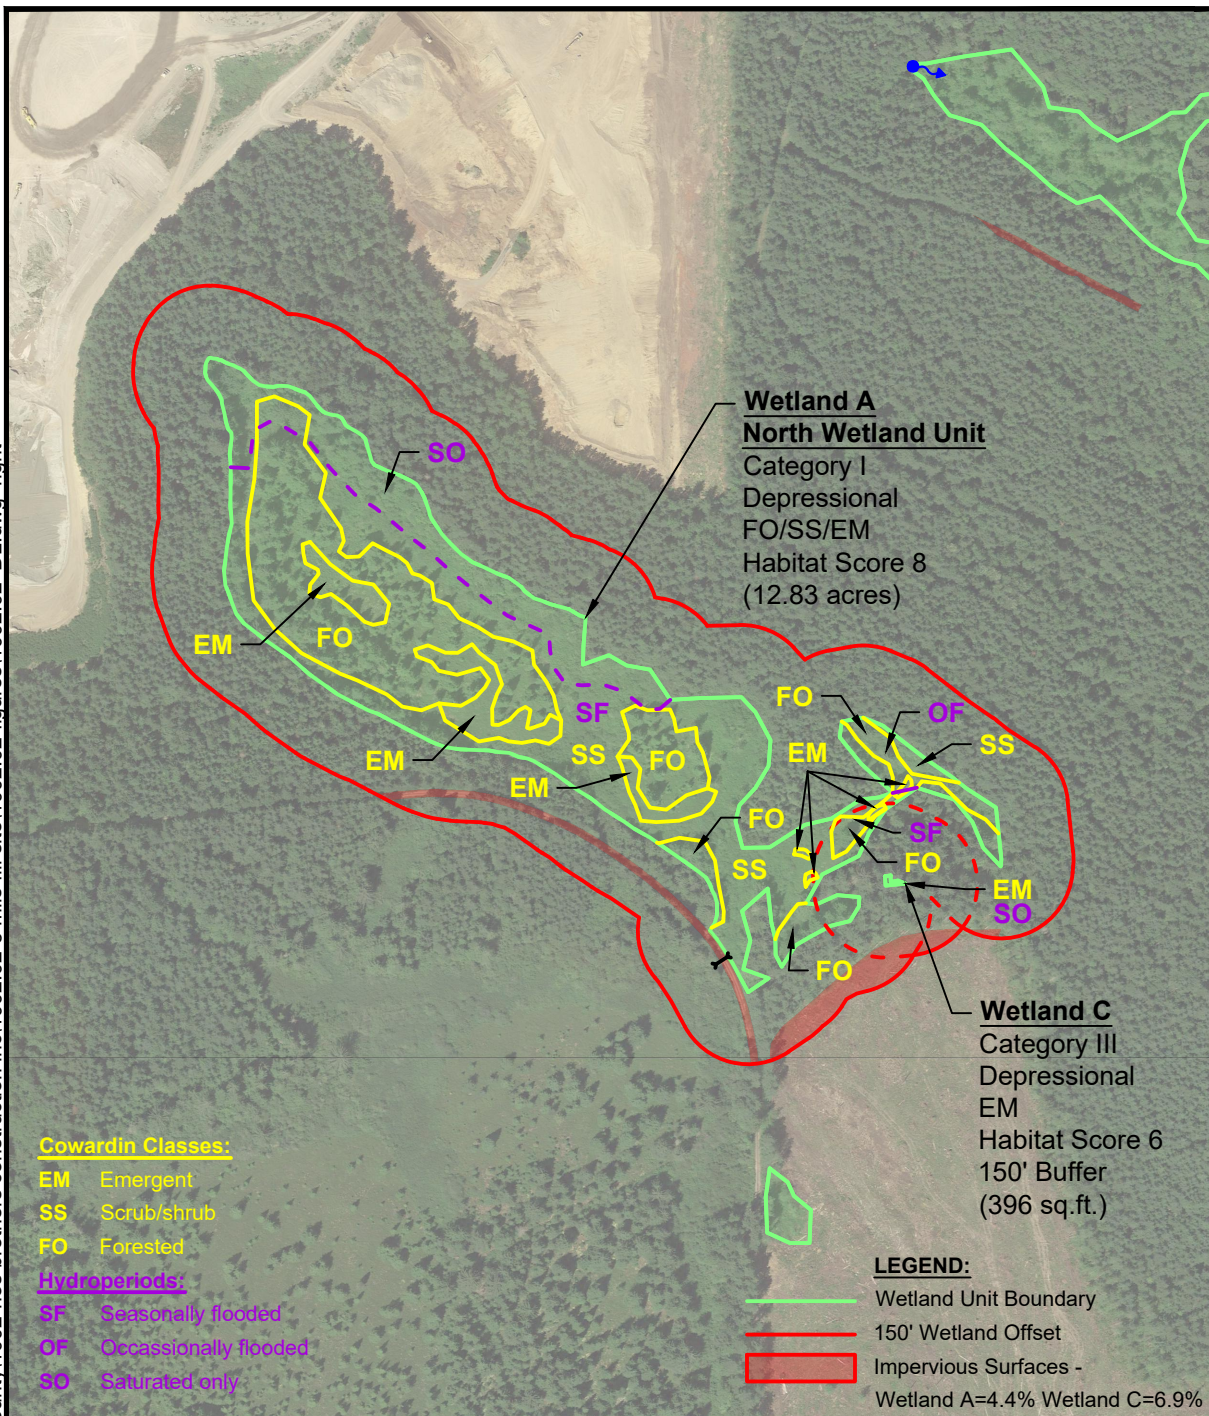 Wetland A
North Wetland Unit
Category I
Depressional
FO/SS/EM
Habitat Score 8
(12.83 acres)
SO
EM
FO
SF
EM
SS
EM
FO
FO
OF
SS
EM
FO
SF
FO
SS
EM
SO
FO
Wetland C
Category III
Depressional
EM
Habitat Score 6
150' Buffer
(396 sq.ft.)
Cowardin Classes:
EM Emergent
SS Scrub/shrub
FO Forested
Hydroperiods:
SF Seasonally flooded
OF Occassionally flooded
SO Saturated only
LEGEND:
Wetland Unit Boundary
150' Wetland Offset
Impervious Surfaces -
Wetland A=4.4% Wetland C=6.9%